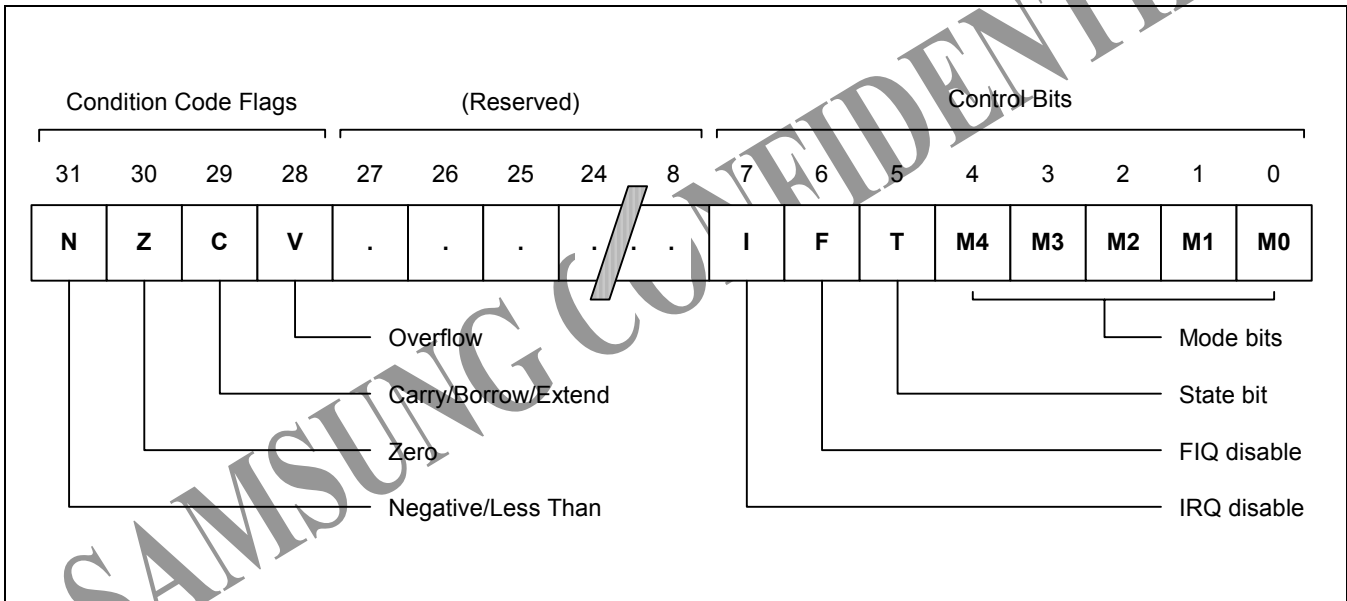 SAMSUNG CONFIDENTI
Condition Code Flags (Reserved) Control Bits
31 30 29 28 27 26 25 24 8 7 6 5 4 3 2 1 0
N Z C V . . . . . . I F T M4 M3 M2 M1 M0
Overflow Mode bits
Carry/Borrow/Extend State bit
Zero FIQ disable
Negative/Less Than IRQ disable